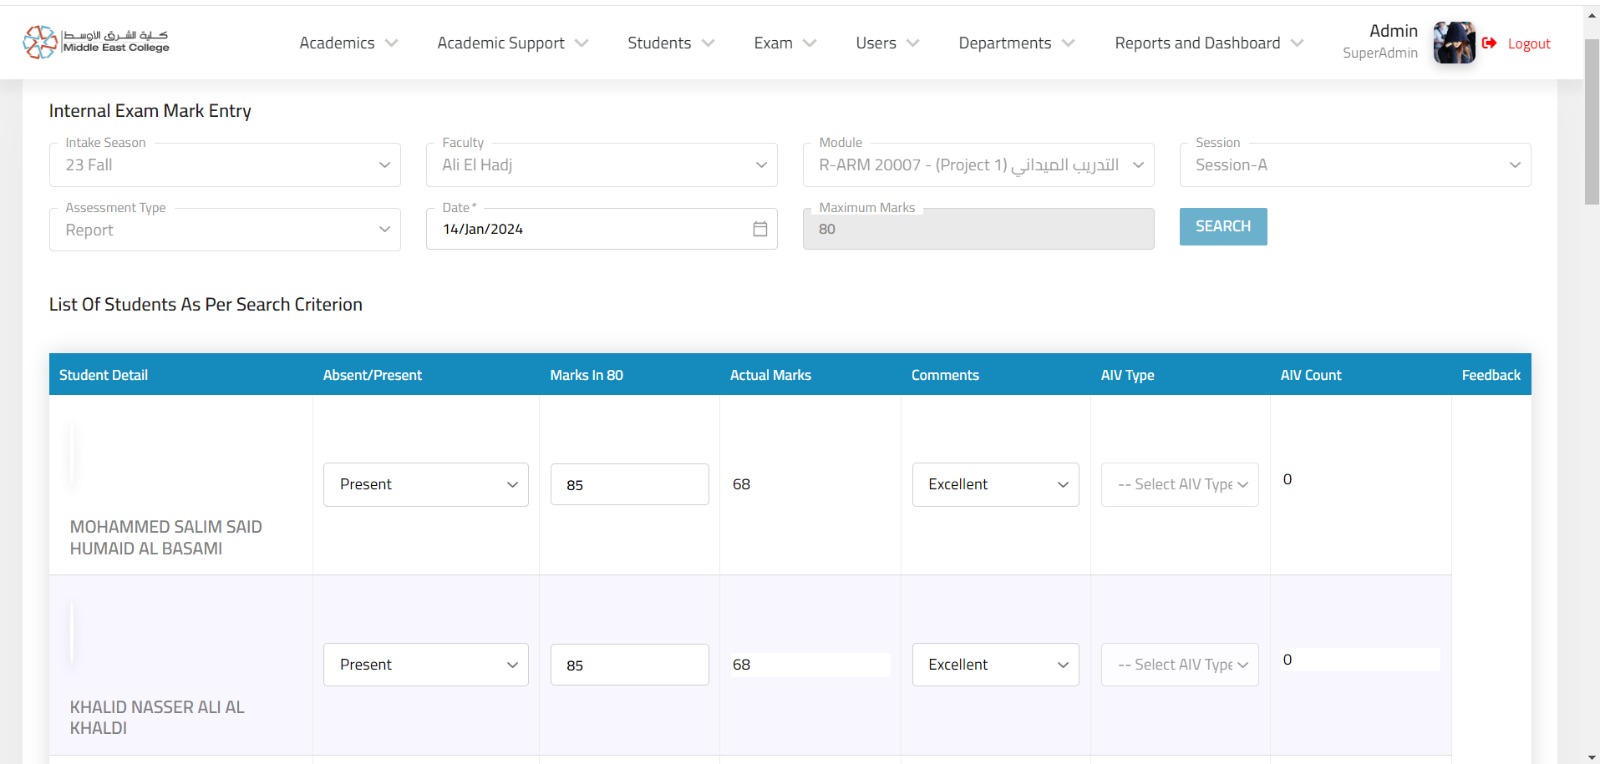 كلية الشرق الأوسط
Middle East College
Academics
Academic Support
Students
Exam
Users
Departments
Reports and Dashboard
Admin
SuperAdmin
Logout
Internal Exam Mark Entry
Intake Season
23 Fall
Faculty
Ali El Hadj
Module
R-ARM 20007 - (Project 1) التدريب الميداني
Session
Session-A
Assessment Type
Report
Date*
14/Jan/2024
Maximum Marks
80
SEARCH
List Of Students As Per Search Criterion
Student Detail Absent/Present Marks In 80 Actual Marks Comments AIV Type AIV Count Feedback
Present 85 68 Excellent -- Select AIV Type 0
MOHAMMED SALIM SAID
HUMAID AL BASAMI
Present 85 68 Excellent -- Select AIV Type 0
KHALID NASSER ALI AL
KHALDI